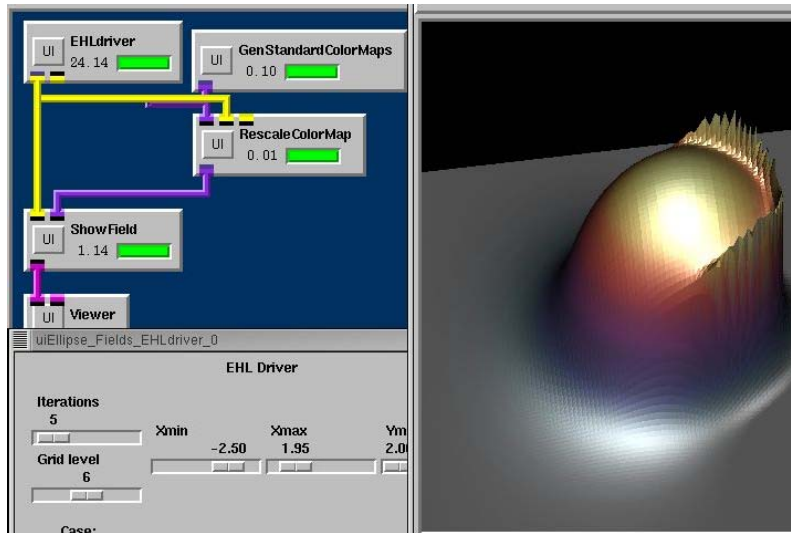 UI
EHLdriver
24.14
UI
GenStandardColorMaps
0.10
UI
RescaleColorMap
0.01
UI
ShowField
1.14
UI
Viewer
uiEllipse_Fields_EHLdriver_0
EHL Driver
Iterations
5
Xmin
-2.50
Xmax
1.95
Grid level
6
Case: